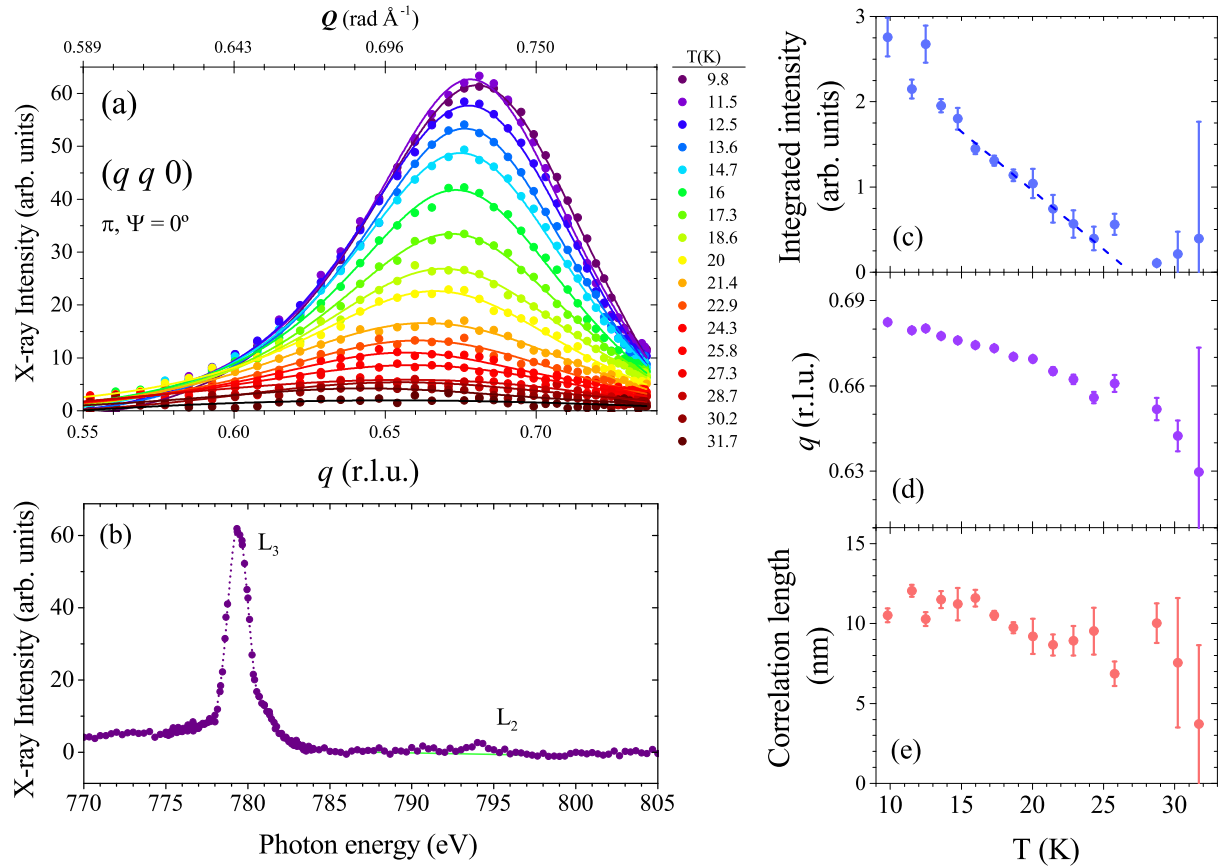 Q (rad Å⁻¹)
0.589 0.643 0.696 0.750
X-ray Intensity (arb. units)
60
50
40
30
20
10
0
(a)
(q q 0)
π, Ψ = 0º
0.55 0.60 0.65 0.70
q (r.l.u.)
T(K)
9.8
11.5
12.5
13.6
14.7
16
17.3
18.6
20
21.4
22.9
24.3
25.8
27.3
28.7
30.2
31.7
X-ray Intensity (arb. units)
60
40
20
0
(b)
L₃
L₂
770 775 780 785 790 795 800 805
Photon energy (eV)
Integrated intensity
(arb. units)
3
2
1
0
(c)
q (r.l.u.)
0.69
0.66
0.63
(d)
Correlation length
(nm)
15
10
5
0
(e)
10 15 20 25 30
T (K)